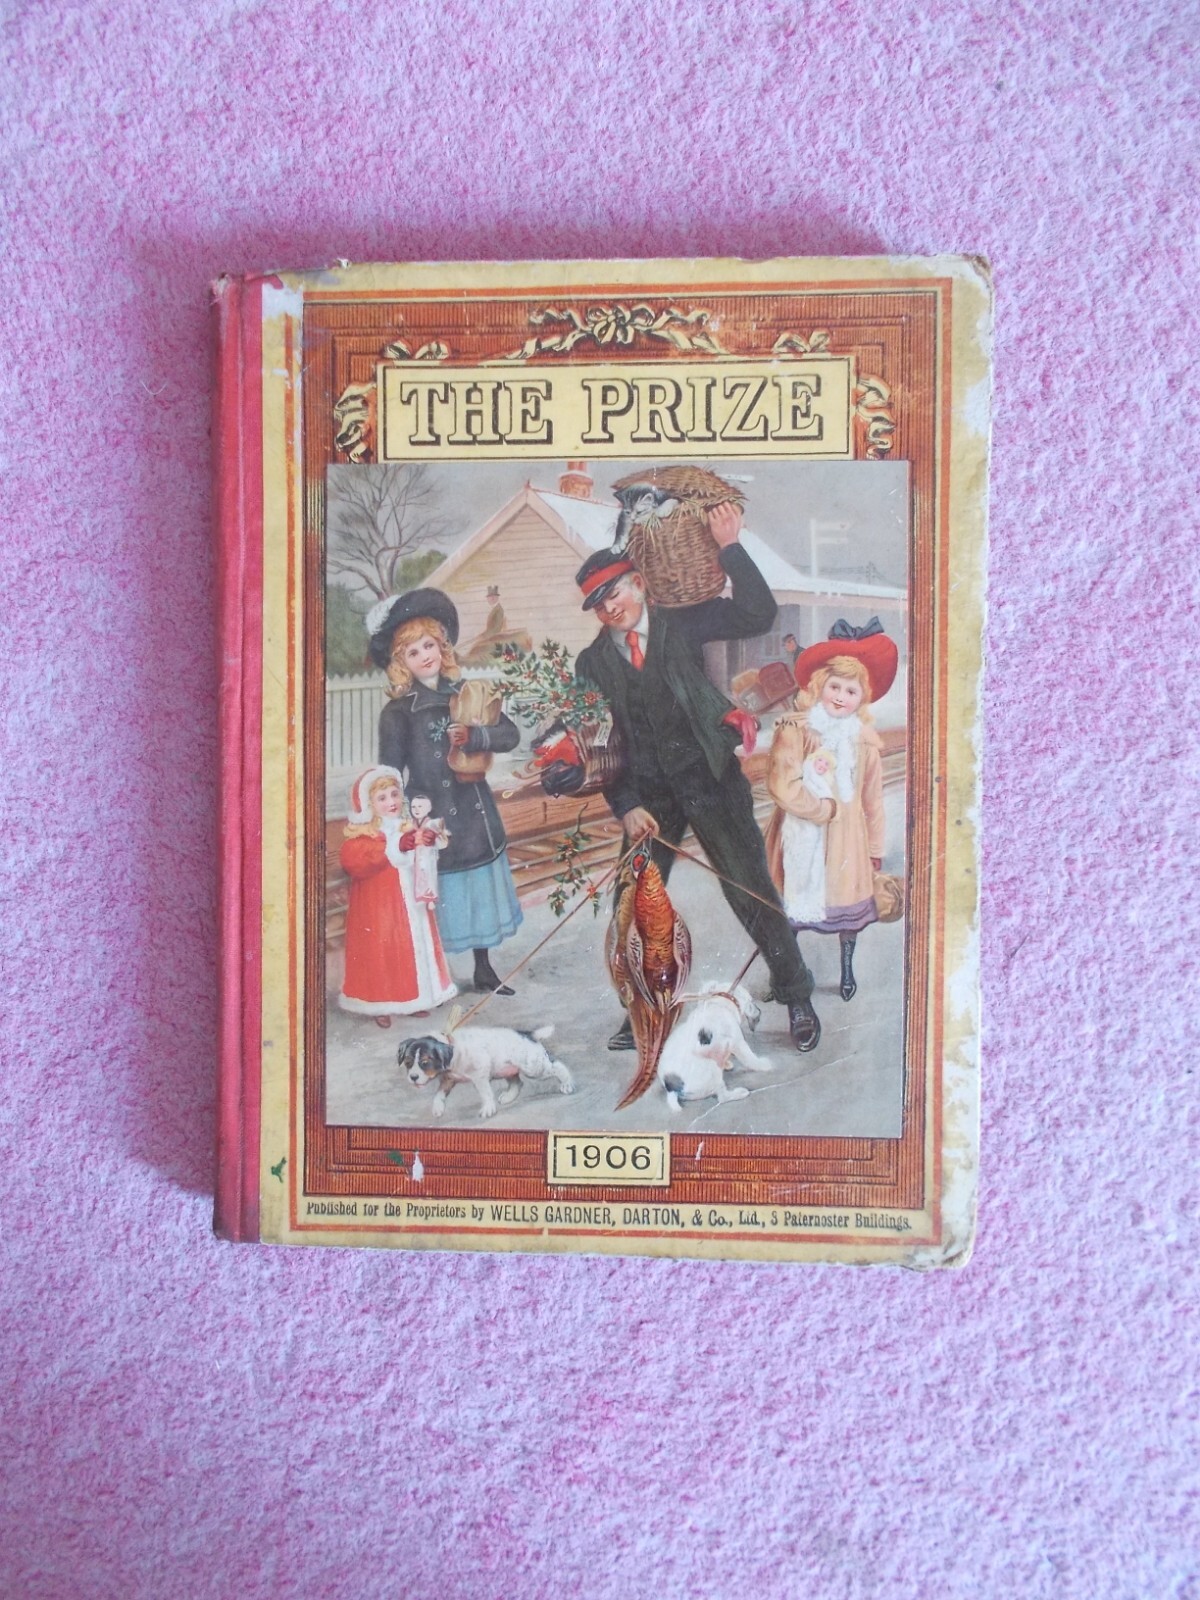 THE PRIZE
1906
Published for the Proprietors by WELLS GARDNER, DARTON, & Co., Ltd., 3 Paternoster Buildings.